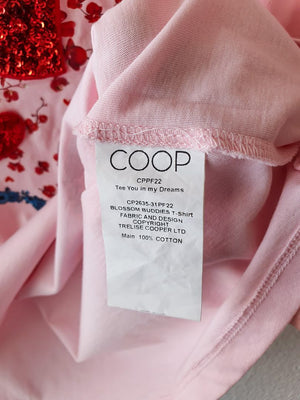 COOP
CPPF22
Tee You in my Dreams
CP2635-31PF22
BLOSSOM BUDDIES T-Shirt
FABRIC AND DESIGN
COPYRIGHT
TRELISE COOPER LTD
Main 100% COTTON